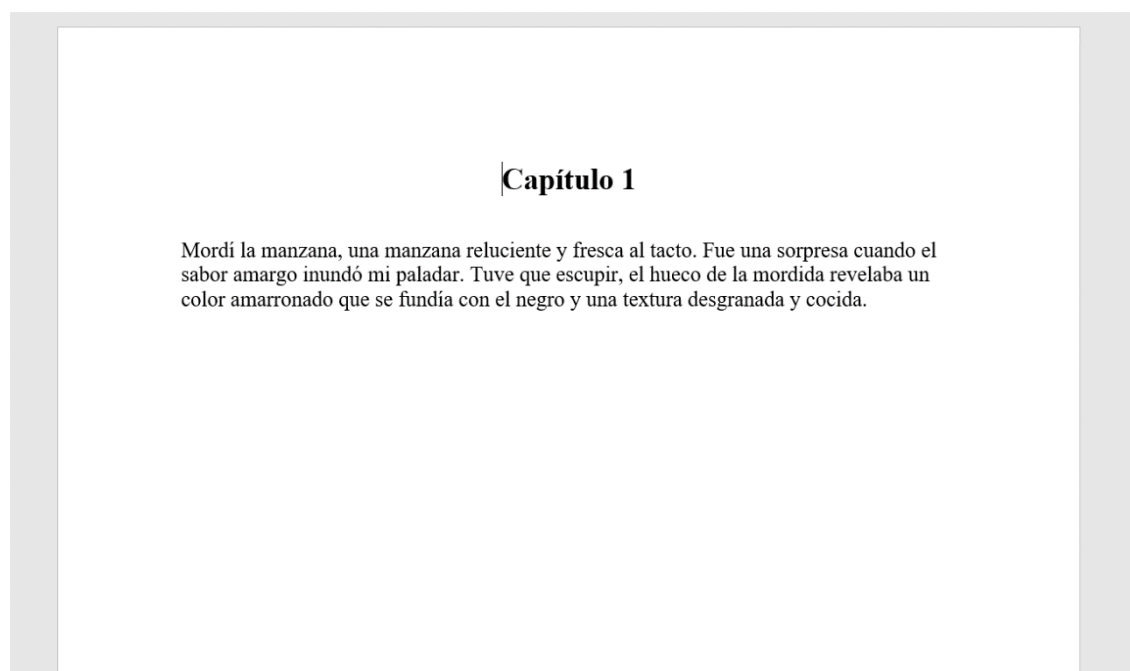 Capítulo 1
Mordí la manzana, una manzana reluciente y fresca al tacto. Fue una sorpresa cuando el
sabor amargo inundó mi paladar. Tuve que escupir, el hueco de la mordida revelaba un
color amarronado que se fundía con el negro y una textura desgranada y cocida.